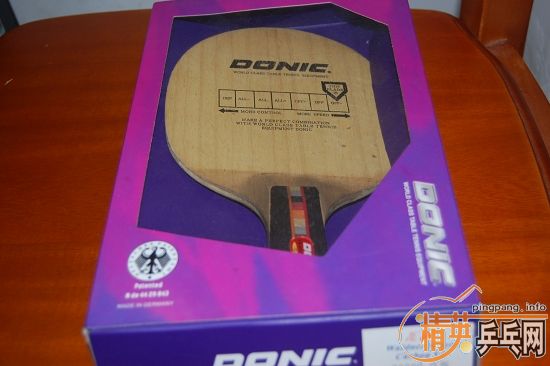 DONIC.
WORLD CLASS TABLE TENNIS EQUIPMENT
DEF ALL- ALL ALL+ OFF- OFF OFF+
MORE CONTROL MORE SPEED
MAKE A PERFECT COMBINATION
WITH A WORLD CLASS TABLE TENNIS
EQUIPMENT DONIC
DONIC.
WORLD CLASS TABLE TENNIS EQUIPMENT
Patented
MADE IN GERMANY
DONIC
pingpang.info
精英乒乓网